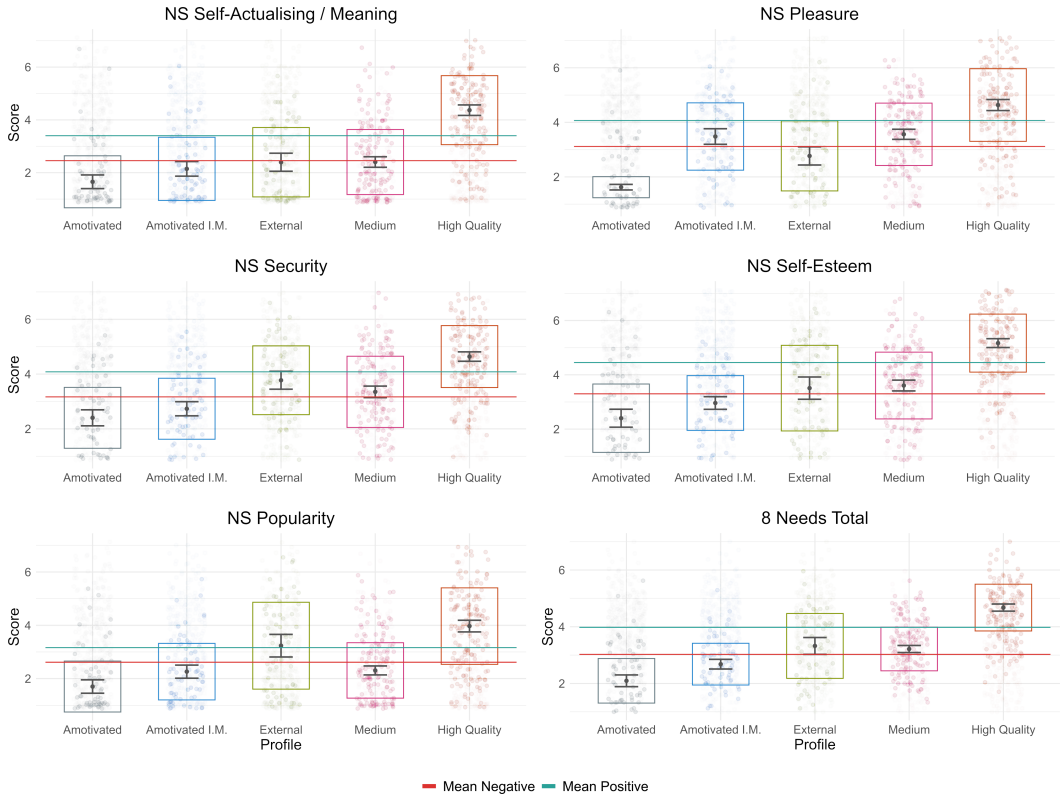 NS Self-Actualising / Meaning
Score
6
4
2
Amotivated Amotivated I.M. External Medium High Quality
NS Pleasure
6
4
2
Amotivated Amotivated I.M. External Medium High Quality
NS Security
Score
6
4
2
Amotivated Amotivated I.M. External Medium High Quality
NS Self-Esteem
6
4
2
Amotivated Amotivated I.M. External Medium High Quality
NS Popularity
Score
6
4
2
Amotivated Amotivated I.M. External Medium High Quality
Profile
8 Needs Total
Score
6
4
2
Amotivated Amotivated I.M. External Medium High Quality
Profile
Mean Negative Mean Positive